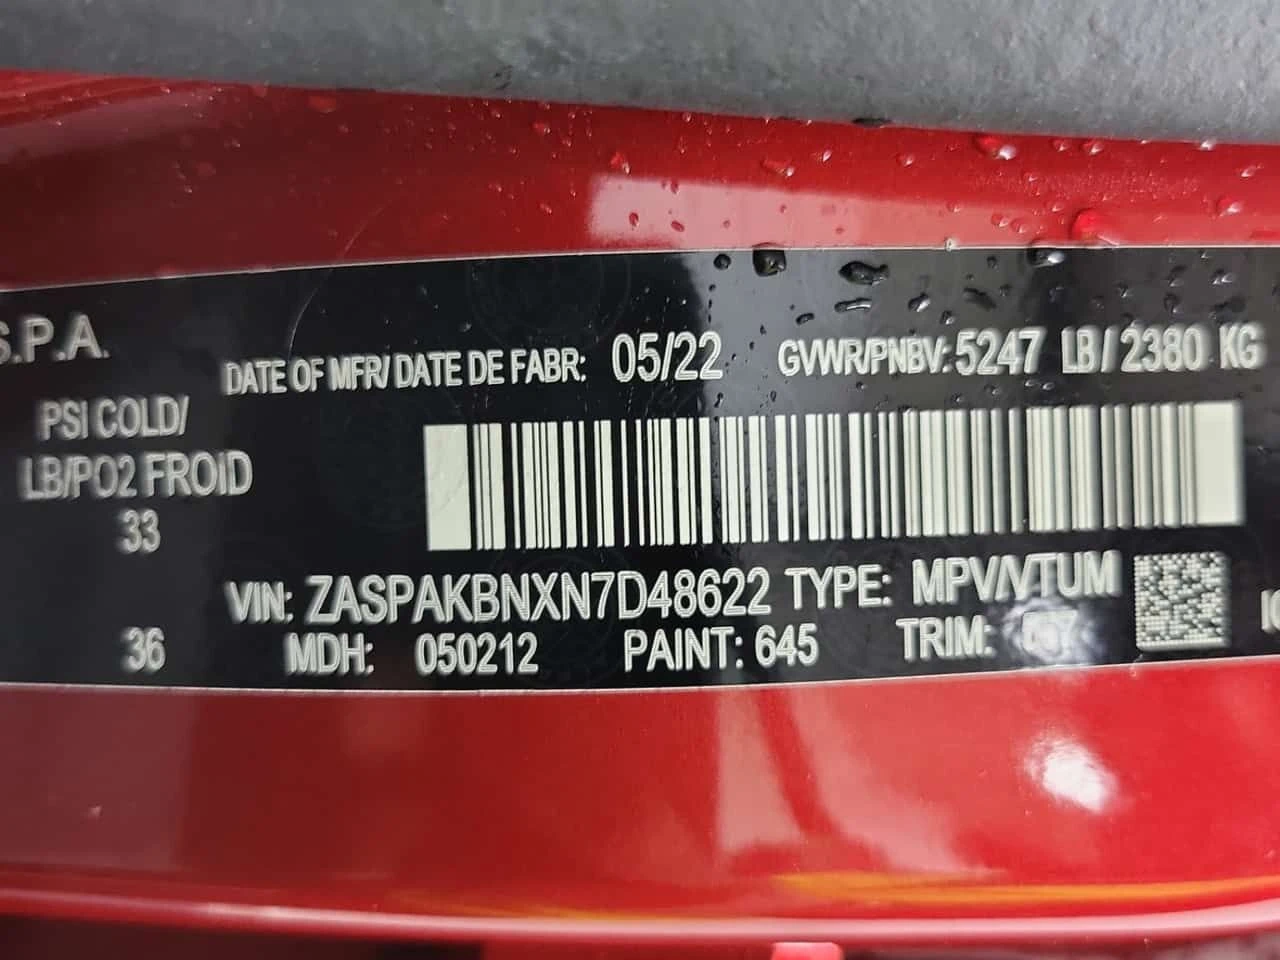 S.P.A.
DATE OF MFR/DATE DE FABR: 05/22 GVWR/PNBV: 5247 LB/2380 KG
PSI COLD/
LB/PO2 FROID
33
VIN: ZASPAKBNXN7D48622 TYPE: MPV/VTUM
36 MDH: 050212 PAINT: 645 TRIM: